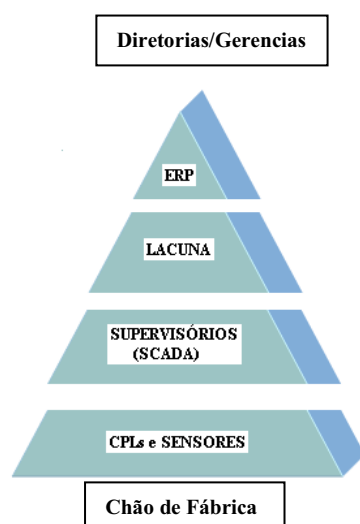 Diretorias/Gerencias
ERP
LACUNA
SUPERVISÓRIOS
(SCADA)
CPLs e SENSORES
Chão de Fábrica